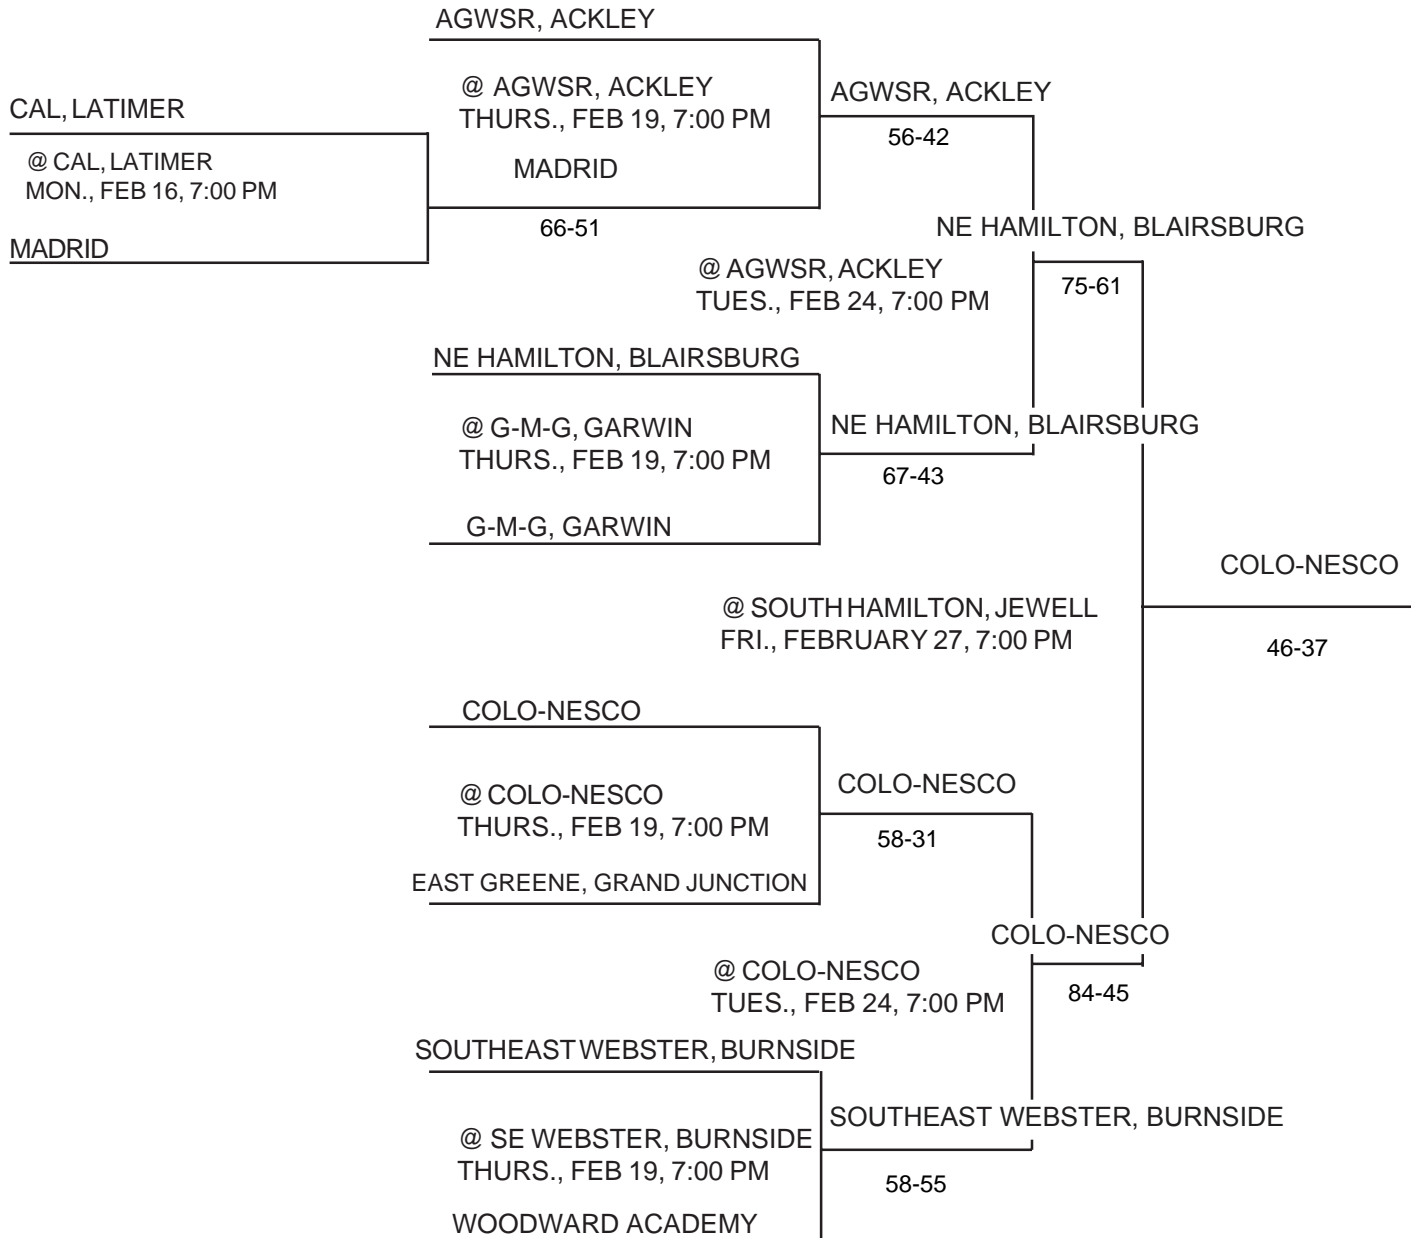 AGWSR, ACKLEY
@ AGWSR, ACKLEY
THURS., FEB 19, 7:00 PM
AGWSR, ACKLEY
CAL, LATIMER
56-42
@ CAL, LATIMER
MON., FEB 16, 7:00 PM
MADRID
66-51
NE HAMILTON, BLAIRSBURG
MADRID
@ AGWSR, ACKLEY
TUES., FEB 24, 7:00 PM
75-61
NE HAMILTON, BLAIRSBURG
@ G-M-G, GARWIN
THURS., FEB 19, 7:00 PM
NE HAMILTON, BLAIRSBURG
67-43
G-M-G, GARWIN
COLO-NESCO
@ SOUTH HAMILTON, JEWELL
FRI., FEBRUARY 27, 7:00 PM
46-37
COLO-NESCO
@ COLO-NESCO
THURS., FEB 19, 7:00 PM
COLO-NESCO
58-31
EAST GREENE, GRAND JUNCTION
COLO-NESCO
@ COLO-NESCO
TUES., FEB 24, 7:00 PM
84-45
SOUTHEAST WEBSTER, BURNSIDE
SOUTHEAST WEBSTER, BURNSIDE
@ SE WEBSTER, BURNSIDE
THURS., FEB 19, 7:00 PM
58-55
WOODWARD ACADEMY